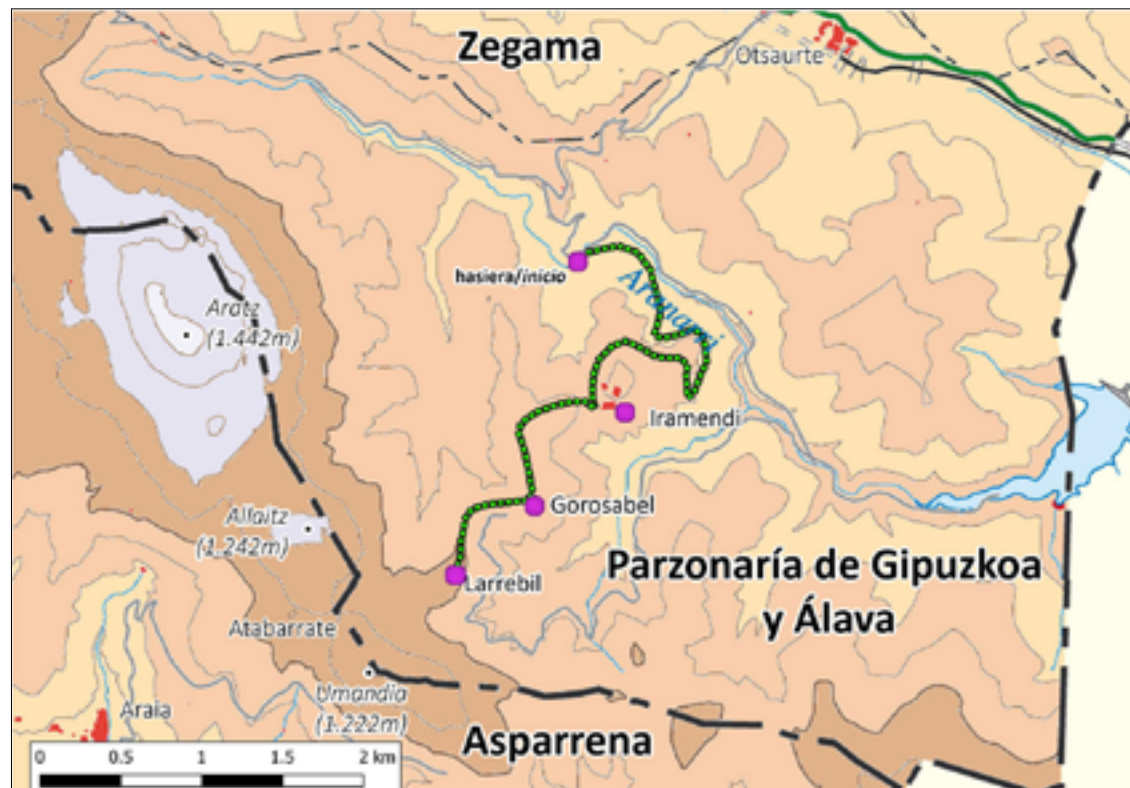 Zegama
Otsaurte
hasiera/inicio
Aratz
(1.442m)
Iramendi
Gorosabel
Allaitz
(1.242m)
Larrebil
Parzonaría de Gipuzkoa
y Álava
Atabarrate
Umandia
(1.222m)
Araia
Asparrena
0 0.5 1 1.5 2 km